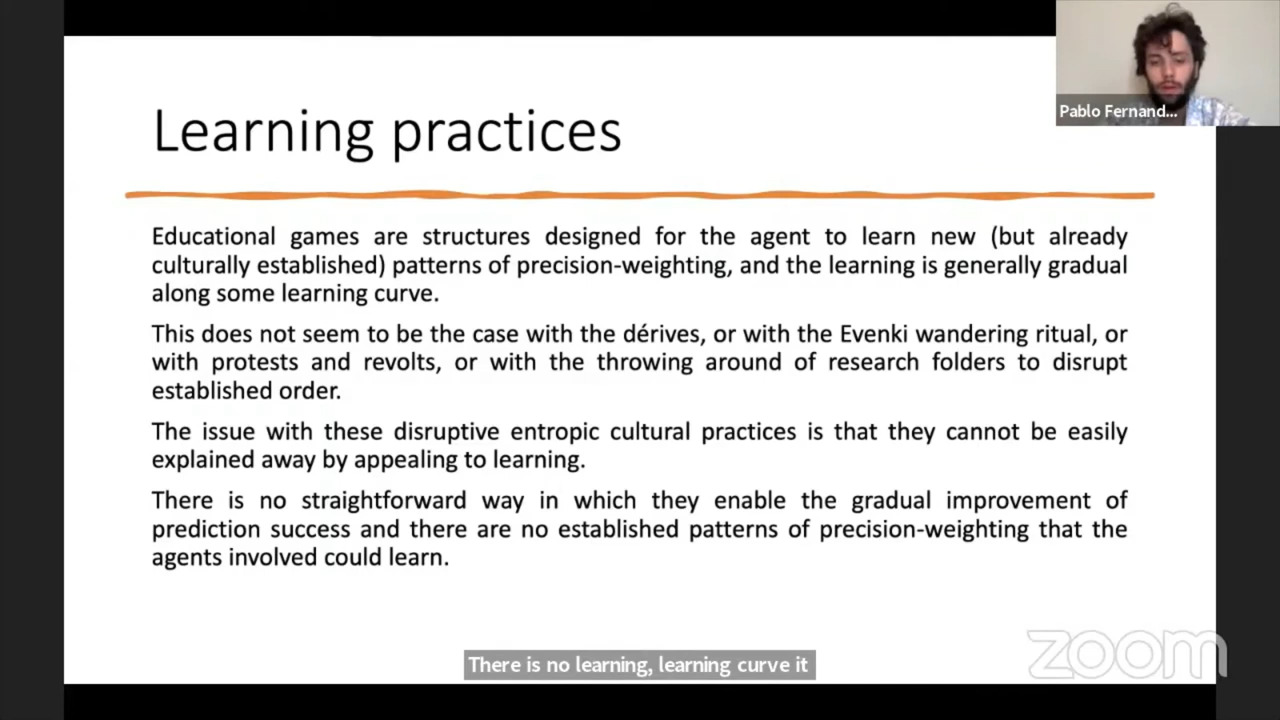 Pablo Fernand...
Learning practices
Educational games are structures designed for the agent to learn new (but already
culturally established) patterns of precision-weighting, and the learning is generally gradual
along some learning curve.
This does not seem to be the case with the dérives, or with the Evenki wandering ritual, or
with protests and revolts, or with the throwing around of research folders to disrupt
established order.
The issue with these disruptive entropic cultural practices is that they cannot be easily
explained away by appealing to learning.
There is no straightforward way in which they enable the gradual improvement of
prediction success and there are no established patterns of precision-weighting that the
agents involved could learn.
There is no learning, learning curve it
zoom